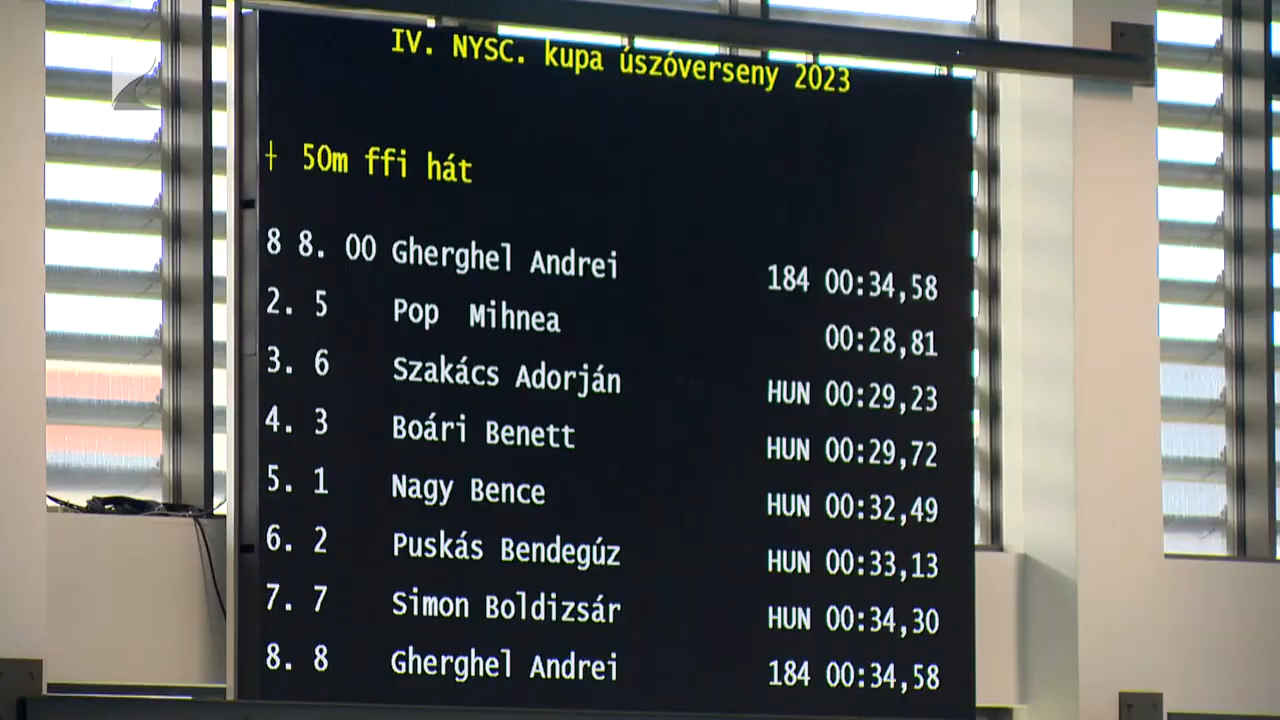 IV. NYSC. kupa úszóverseny 2023
┼ 50m ffi hát
8 8. 00 Gherghel Andrei 184 00:34,58
2. 5 Pop Mihnea 00:28,81
3. 6 Szakács Adorján HUN 00:29,23
4. 3 Boári Benett HUN 00:29,72
5. 1 Nagy Bence HUN 00:32,49
6. 2 Puskás Bendegúz HUN 00:33,13
7. 7 Simon Boldizsár HUN 00:34,30
8. 8 Gherghel Andrei 184 00:34,58